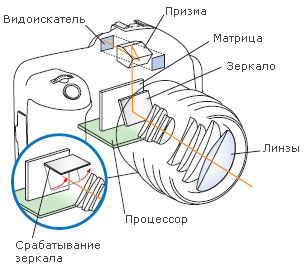 Призма
Видоискатель
Матрица
Зеркало
Линзы
Процессор
Срабатывание
зеркала